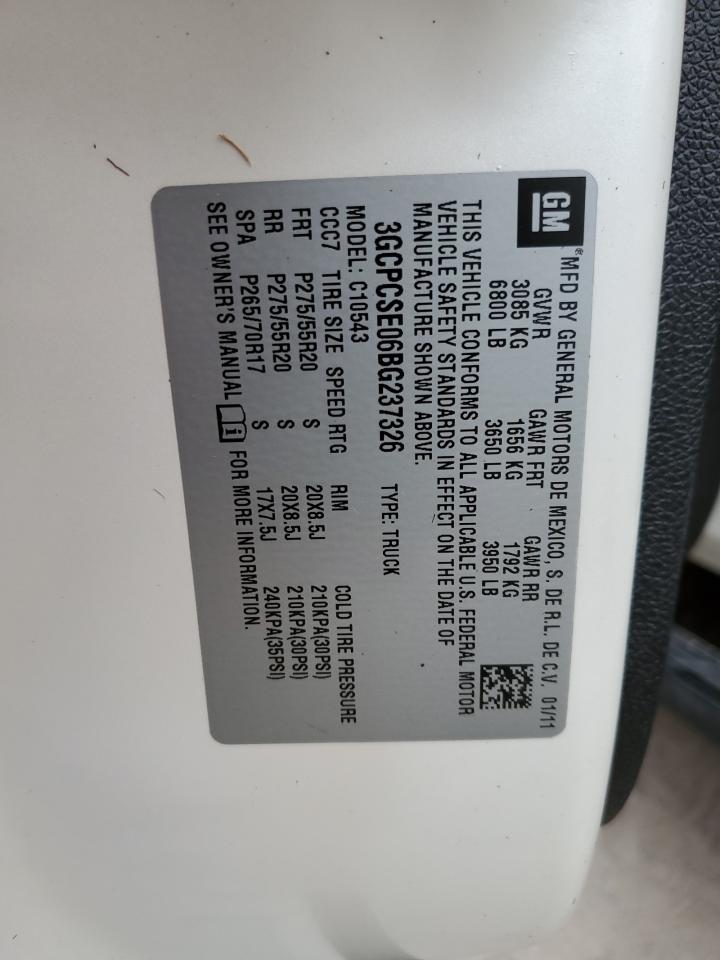 GM ® MFD BY GENERAL MOTORS DE MEXICO, S. DE R.L. DE C.V. 01/11
GVWR GAWR FRT GAWR RR
3085 KG 1656 KG 1792 KG
6800 LB 3650 LB 3950 LB
THIS VEHICLE CONFORMS TO ALL APPLICABLE U.S. FEDERAL MOTOR
VEHICLE SAFETY STANDARDS IN EFFECT ON THE DATE OF
MANUFACTURE SHOWN ABOVE.
3GCPCSE06BG237326 TYPE: TRUCK
MODEL: C10543
CCC7 TIRE SIZE SPEED RTG RIM COLD TIRE PRESSURE
FRT P275/55R20 S 20X8.5J 210KPA(30PSI)
RR P275/55R20 S 20X8.5J 210KPA(30PSI)
SPA P265/70R17 S 17X7.5J 240KPA(35PSI)
SEE OWNER'S MANUAL i FOR MORE INFORMATION.